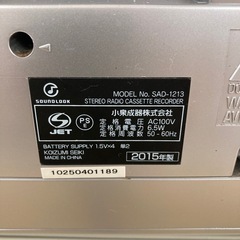 SOUNDLOOK
MODEL No. SAD-1213
STEREO RADIO CASSETTE RECORDER
PS
E
小泉成器株式会社
定格電圧 AC100V
定格消費電力 6.5W
定格周波数 50-60Hz
S
JET
BATTERY SUPPLY 1.5V×4 単2
KOIZUMI SEIKI
MADE IN CHINA
2015年製
10250401189